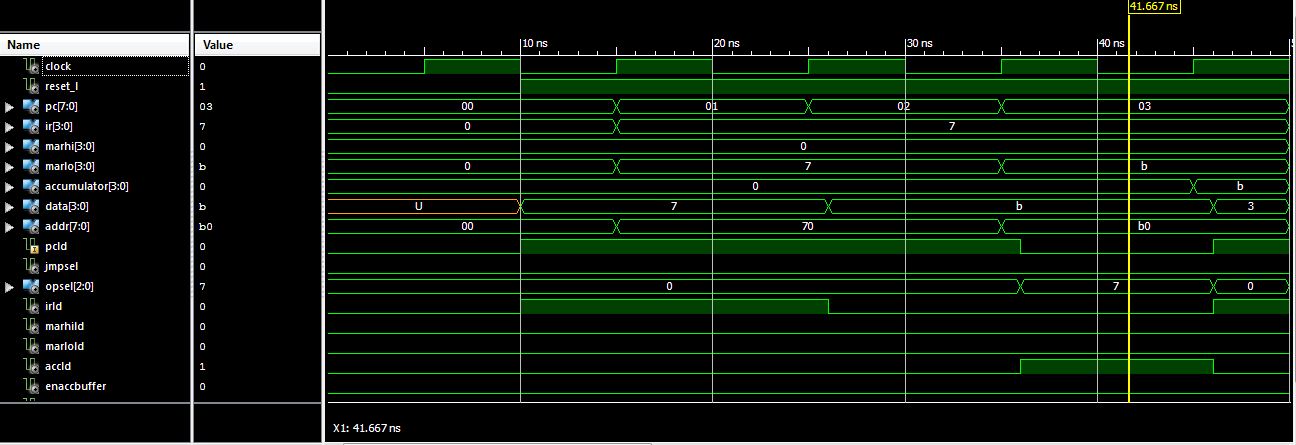 41.667 ns
Name Value 10 ns 20 ns 30 ns 40 ns 5
clock 0
reset_l 1
pc[7:0] 03 00 01 02 03
ir[3:0] 7 0 7
marhi[3:0] 0 0
marlo[3:0] b 0 7 b
accumulator[3:0] 0 0 b
data[3:0] b U 7 b 3
addr[7:0] b0 00 70 b0
pcld 0
jmpsel 0
opsel[2:0] 7 0 7 0
irld 0
marhild 0
marlold 0
accld 1
enaccbuffer 0
X1: 41.667 ns